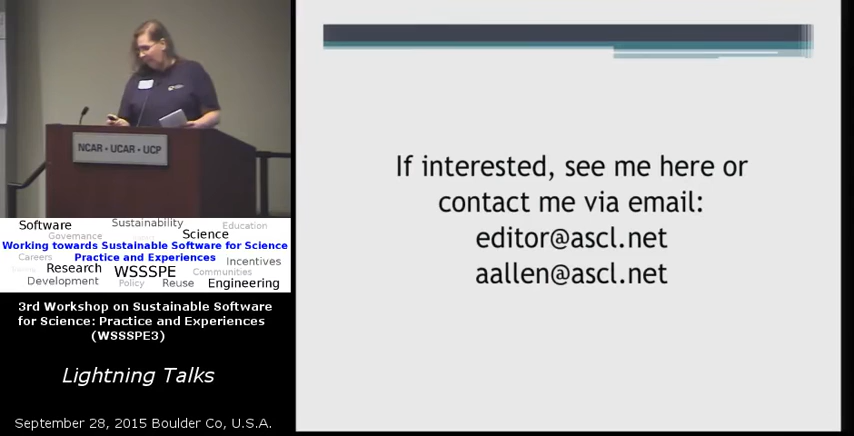 NCAR • UCAR • UCP
Software Sustainability Education
Governance Science
Working towards Sustainable Software for Science
Practice and Experiences
Careers Incentives
Research WSSSPE Communities
Development Policy Reuse Engineering
3rd Workshop on Sustainable Software
for Science: Practice and Experiences
(WSSSPE3)
Lightning Talks
September 28, 2015 Boulder Co, U.S.A.
If interested, see me here or
contact me via email:
editor@ascl.net
aallen@ascl.net